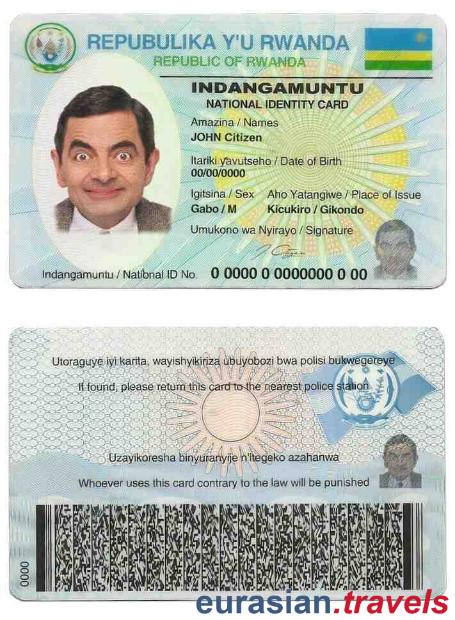 REPUBULIKA Y'U RWANDA
REPUBLIC OF RWANDA
INDANGAMUNTU
NATIONAL IDENTITY CARD
Amazina / Names
JOHN Citizen
Itariki yavutseho / Date of Birth
00/00/0000
Igitsina / Sex Aho Yatangiwe / Place of Issue
Gabo / M Kicukiro / Gikondo
Umukono wa Nyirayo / Signature
Indangamuntu / National ID No. 0 0000 0 0000000 0 00
Utoraguye iyi karita, wayishyikiriza ubuyobozi bwa polisi bukwegereye
If found, please return this card to the nearest police station
Uzayikoresha binyuranyije n'itegeko azahanwa
Whoever uses this card contrary to the law will be punished
0000
eurasian.travels